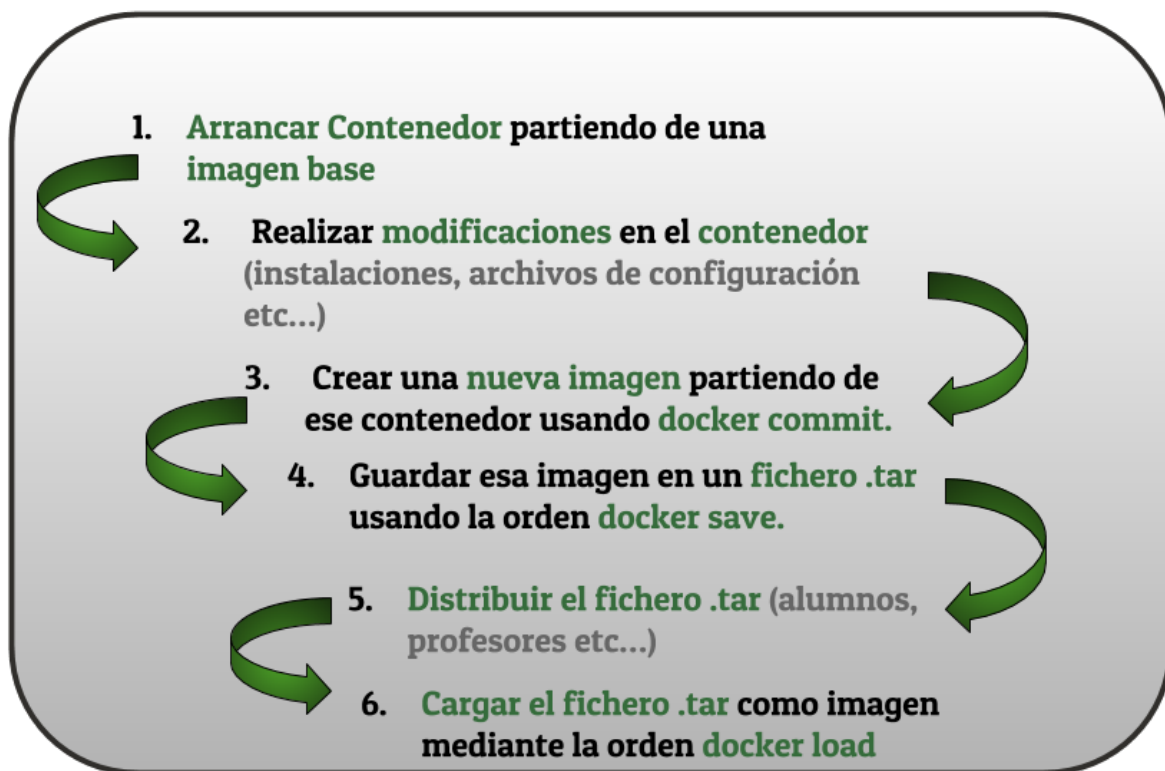 1. Arrancar Contenedor partiendo de una
imagen base
2. Realizar modificaciones en el contenedor
(instalaciones, archivos de configuración
etc...)
3. Crear una nueva imagen partiendo de
ese contenedor usando docker commit.
4. Guardar esa imagen en un fichero .tar
usando la orden docker save.
5. Distribuir el fichero .tar (alumnos,
profesores etc...)
6. Cargar el fichero .tar como imagen
mediante la orden docker load